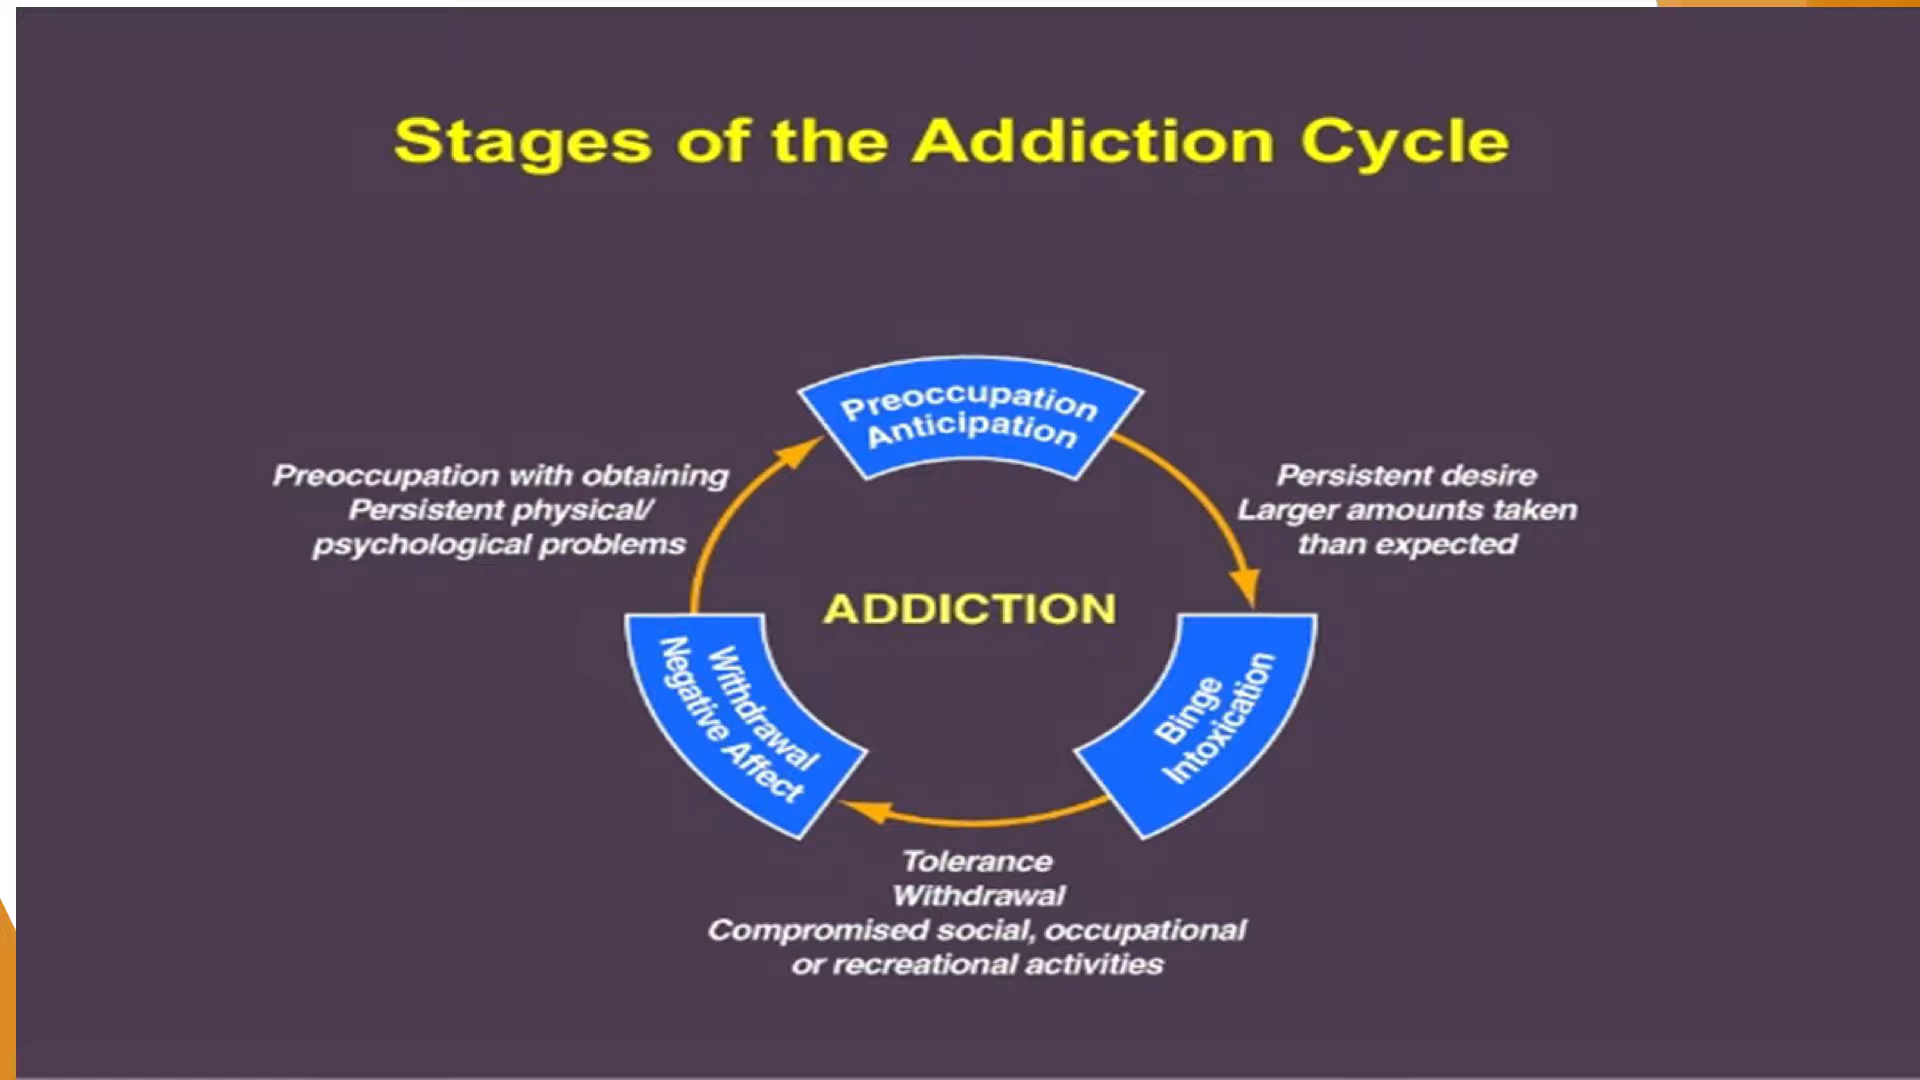 Stages of the Addiction Cycle
Preoccupation
Anticipation
Preoccupation with obtaining
Persistent physical/
psychological problems
Persistent desire
Larger amounts taken
than expected
ADDICTION
Withdrawal
Negative Affect
Binge
Intoxication
Tolerance
Withdrawal
Compromised social, occupational
or recreational activities